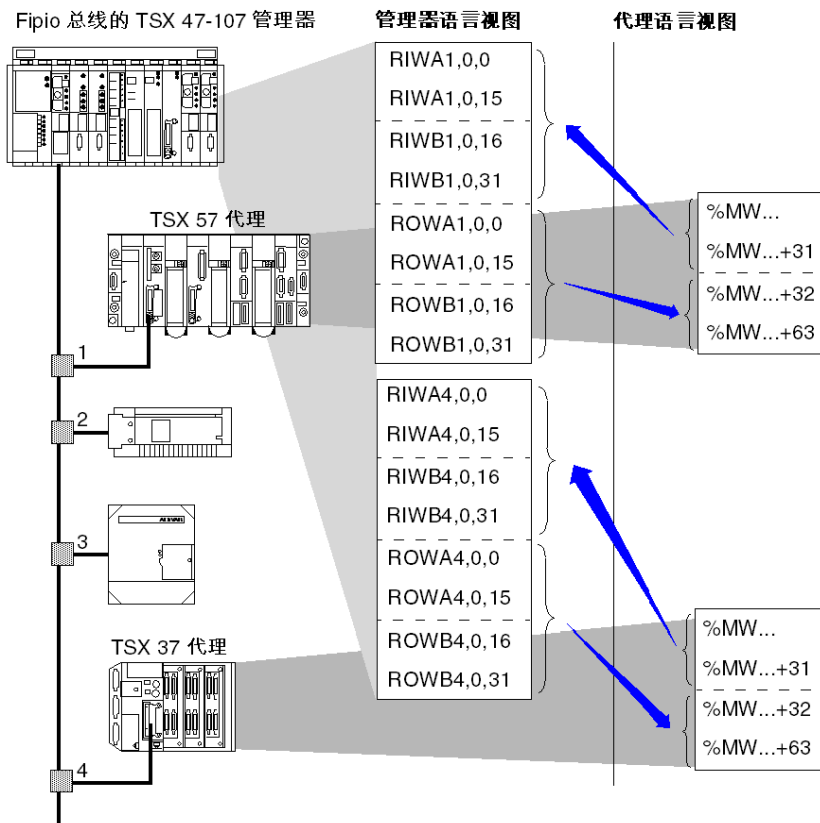 Fipio 总线的 TSX 47-107 管理器
管理器语言视图
代理语言视图
RIWA1,0,0
RIWA1,0,15
RIWB1,0,16
RIWB1,0,31
ROWA1,0,0
ROWA1,0,15
ROWB1,0,16
ROWB1,0,31
%MW...
%MW...+31
%MW...+32
%MW...+63
TSX 57 代理
1
2
3
RIWA4,0,0
RIWA4,0,15
RIWB4,0,16
RIWB4,0,31
ROWA4,0,0
ROWA4,0,15
ROWB4,0,16
ROWB4,0,31
%MW...
%MW...+31
%MW...+32
%MW...+63
TSX 37 代理
4